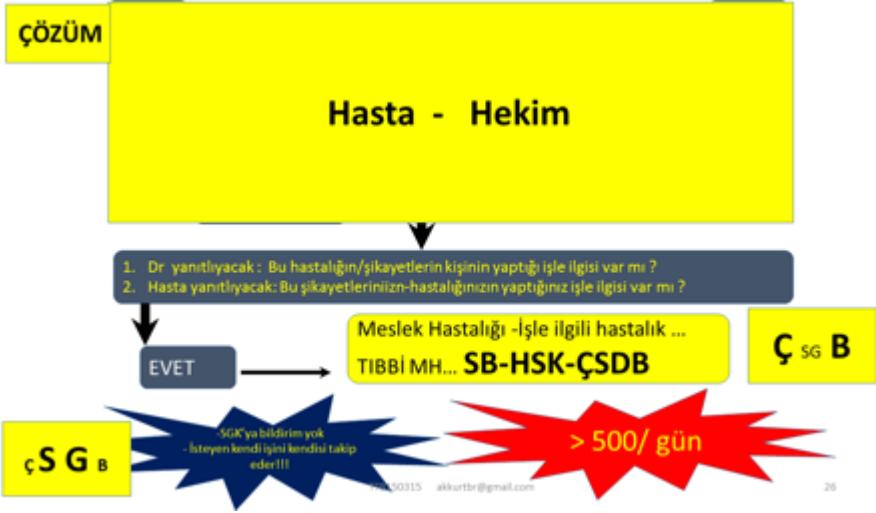 ÇÖZÜM
Hasta - Hekim
1. Dr yanıtlıyacak : Bu hastalığın/şikayetlerin kişinin yaptığı işle ilgisi var mı ?
2. Hasta yanıtlıyacak: Bu şikayetleriniizn-hastalığınızın yaptığınız işle ilgisi var mı ?
EVET
Meslek Hastalığı -İşle ilgili hastalık ...
TIBBİ MH... SB-HSK-ÇSDB
Ç SG B
ÇSGB
-SGK'ya bildirim yok
- İsteyen kendi işini kendisi takip
eder!!!
> 500/ gün
akkurtbr@gmail.com
26